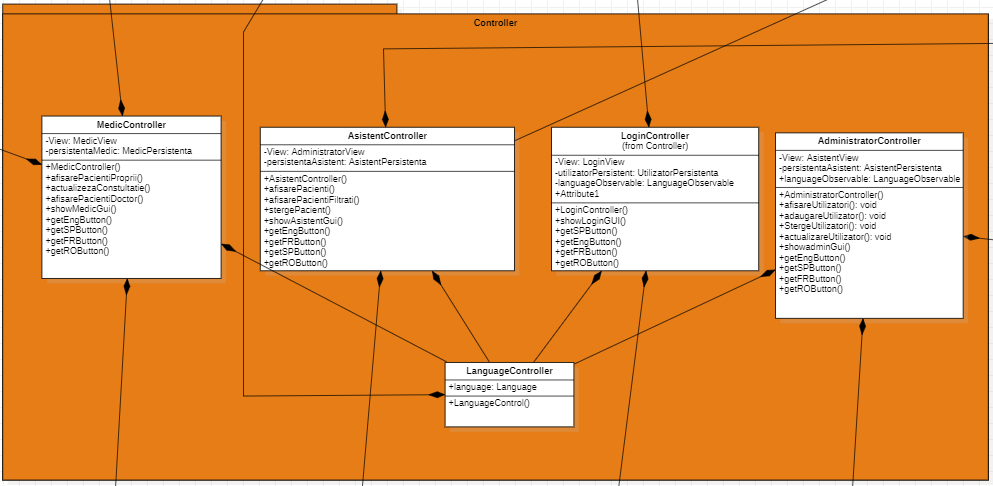 Controller
MedicController
-View: MedicView
-persistentaMedic: MedicPersistenta
+MedicController()
+afisarePacientiProprii()
+actualizezaConstultatie()
+afisarePacientiDoctor()
+showMedicGui()
+getEngButton()
+getSPButton()
+getFRButton()
+getROButton()
AsistentController
-View: AdministratorView
-persistentaAsistent: AsistentPersistenta
+AsistentController()
+afisarePacienti()
+afisarePacientiFiltrati()
+stergePacient()
+showAsistentGui()
+getEngButton()
+getFRButton()
+getSPButton()
+getROButton()
LoginController
(from Controller)
-View: LoginView
-utilizatorPersistent: UtilizatorPersistenta
-languageObservable: LanguageObservable
+Attribute1
+LoginController()
+showLoginGUI()
+getSPButton()
+getEngButton()
+getFRButton()
+getROButton()
AdministratorController
-View: AsistentView
-persistentaAsistent: AsistentPersistenta
+languageObservable: LanguageObservable
+AdministratorController()
+afisareUtilizatori(): void
+adaugareUtilizator(): void
+StergeUtilizatori(): void
+actualizareUtilizator(): void
+showadminGui()
+getEngButton()
+getSPButton()
+getFRButton()
+getROButton()
LanguageController
+language: Language
+LanguageControl()